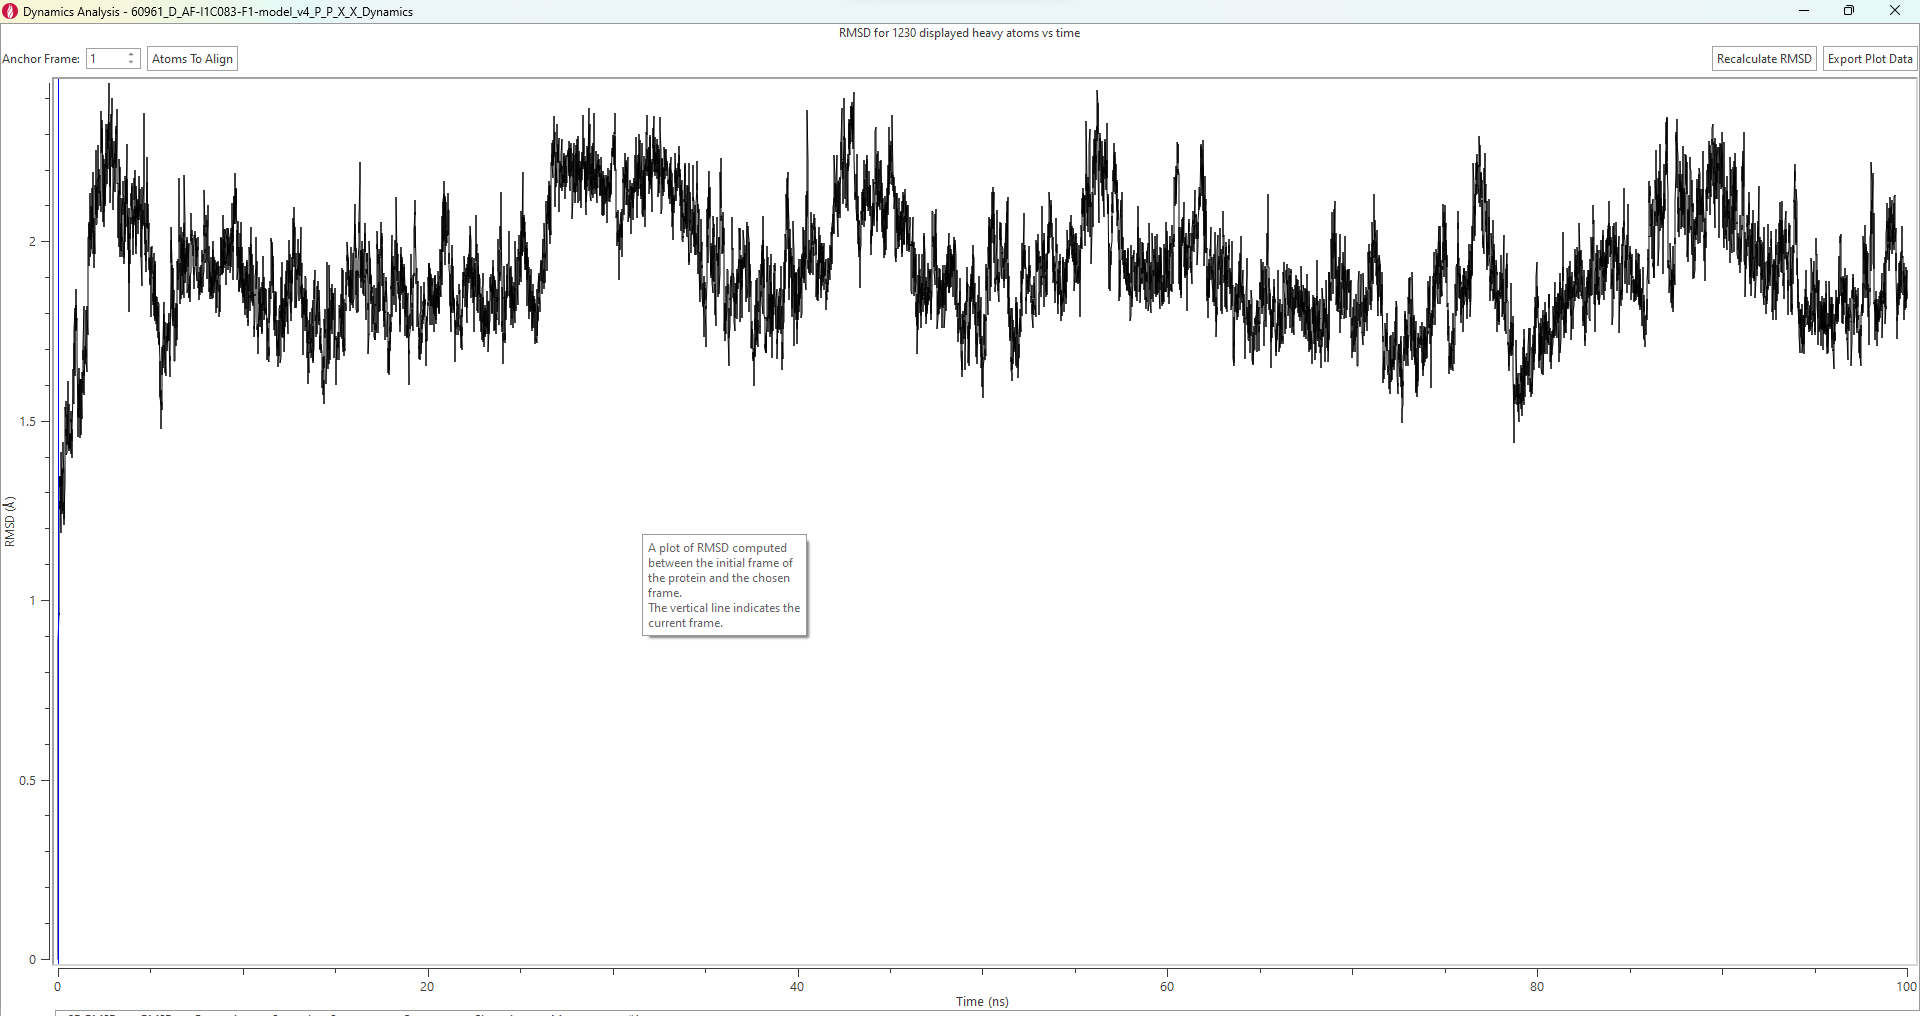 Dynamics Analysis - 60961_D_AF-I1C083-F1-model_v4_P_P_X_X_Dynamics
RMSD for 1230 displayed heavy atoms vs time
Anchor Frame: 1 Atoms To Align Recalculate RMSD Export Plot Data
2
1.5
RMSD (Å)
A plot of RMSD computed
between the initial frame of
the protein and the chosen
frame.
The vertical line indicates the
current frame.
1
0.5
0
0 20 40 60 80 100
Time (ns)